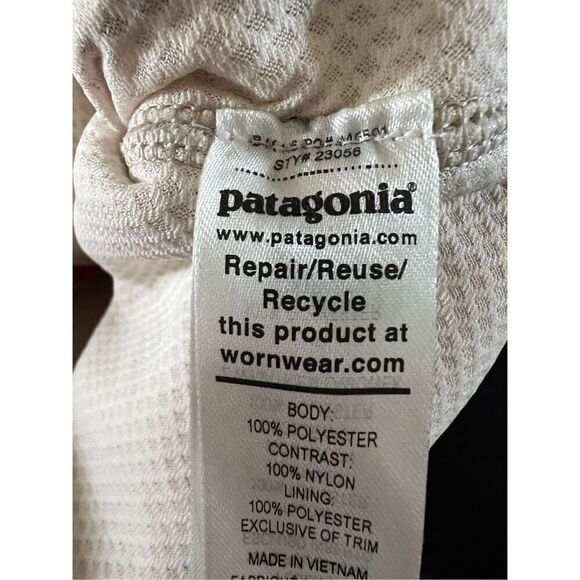 STY# 23056
patagonia®
www.patagonia.com
Repair/Reuse/
Recycle
this product at
wornwear.com
BODY:
100% POLYESTER
CONTRAST:
100% NYLON
LINING:
100% POLYESTER
EXCLUSIVE OF TRIM
MADE IN VIETNAM